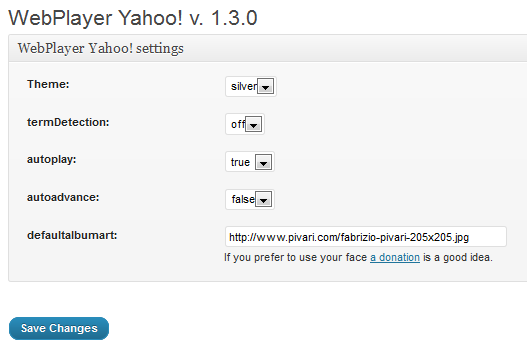 WebPlayer Yahoo! v. 1.3.0
WebPlayer Yahoo! settings
Theme: silver
termDetection: off
autoplay: true
autoadvance: false
defaultalbumart: http://www.pivari.com/fabrizio-pivari-205x205.jpg
If you prefer to use your face a donation is a good idea.
Save Changes